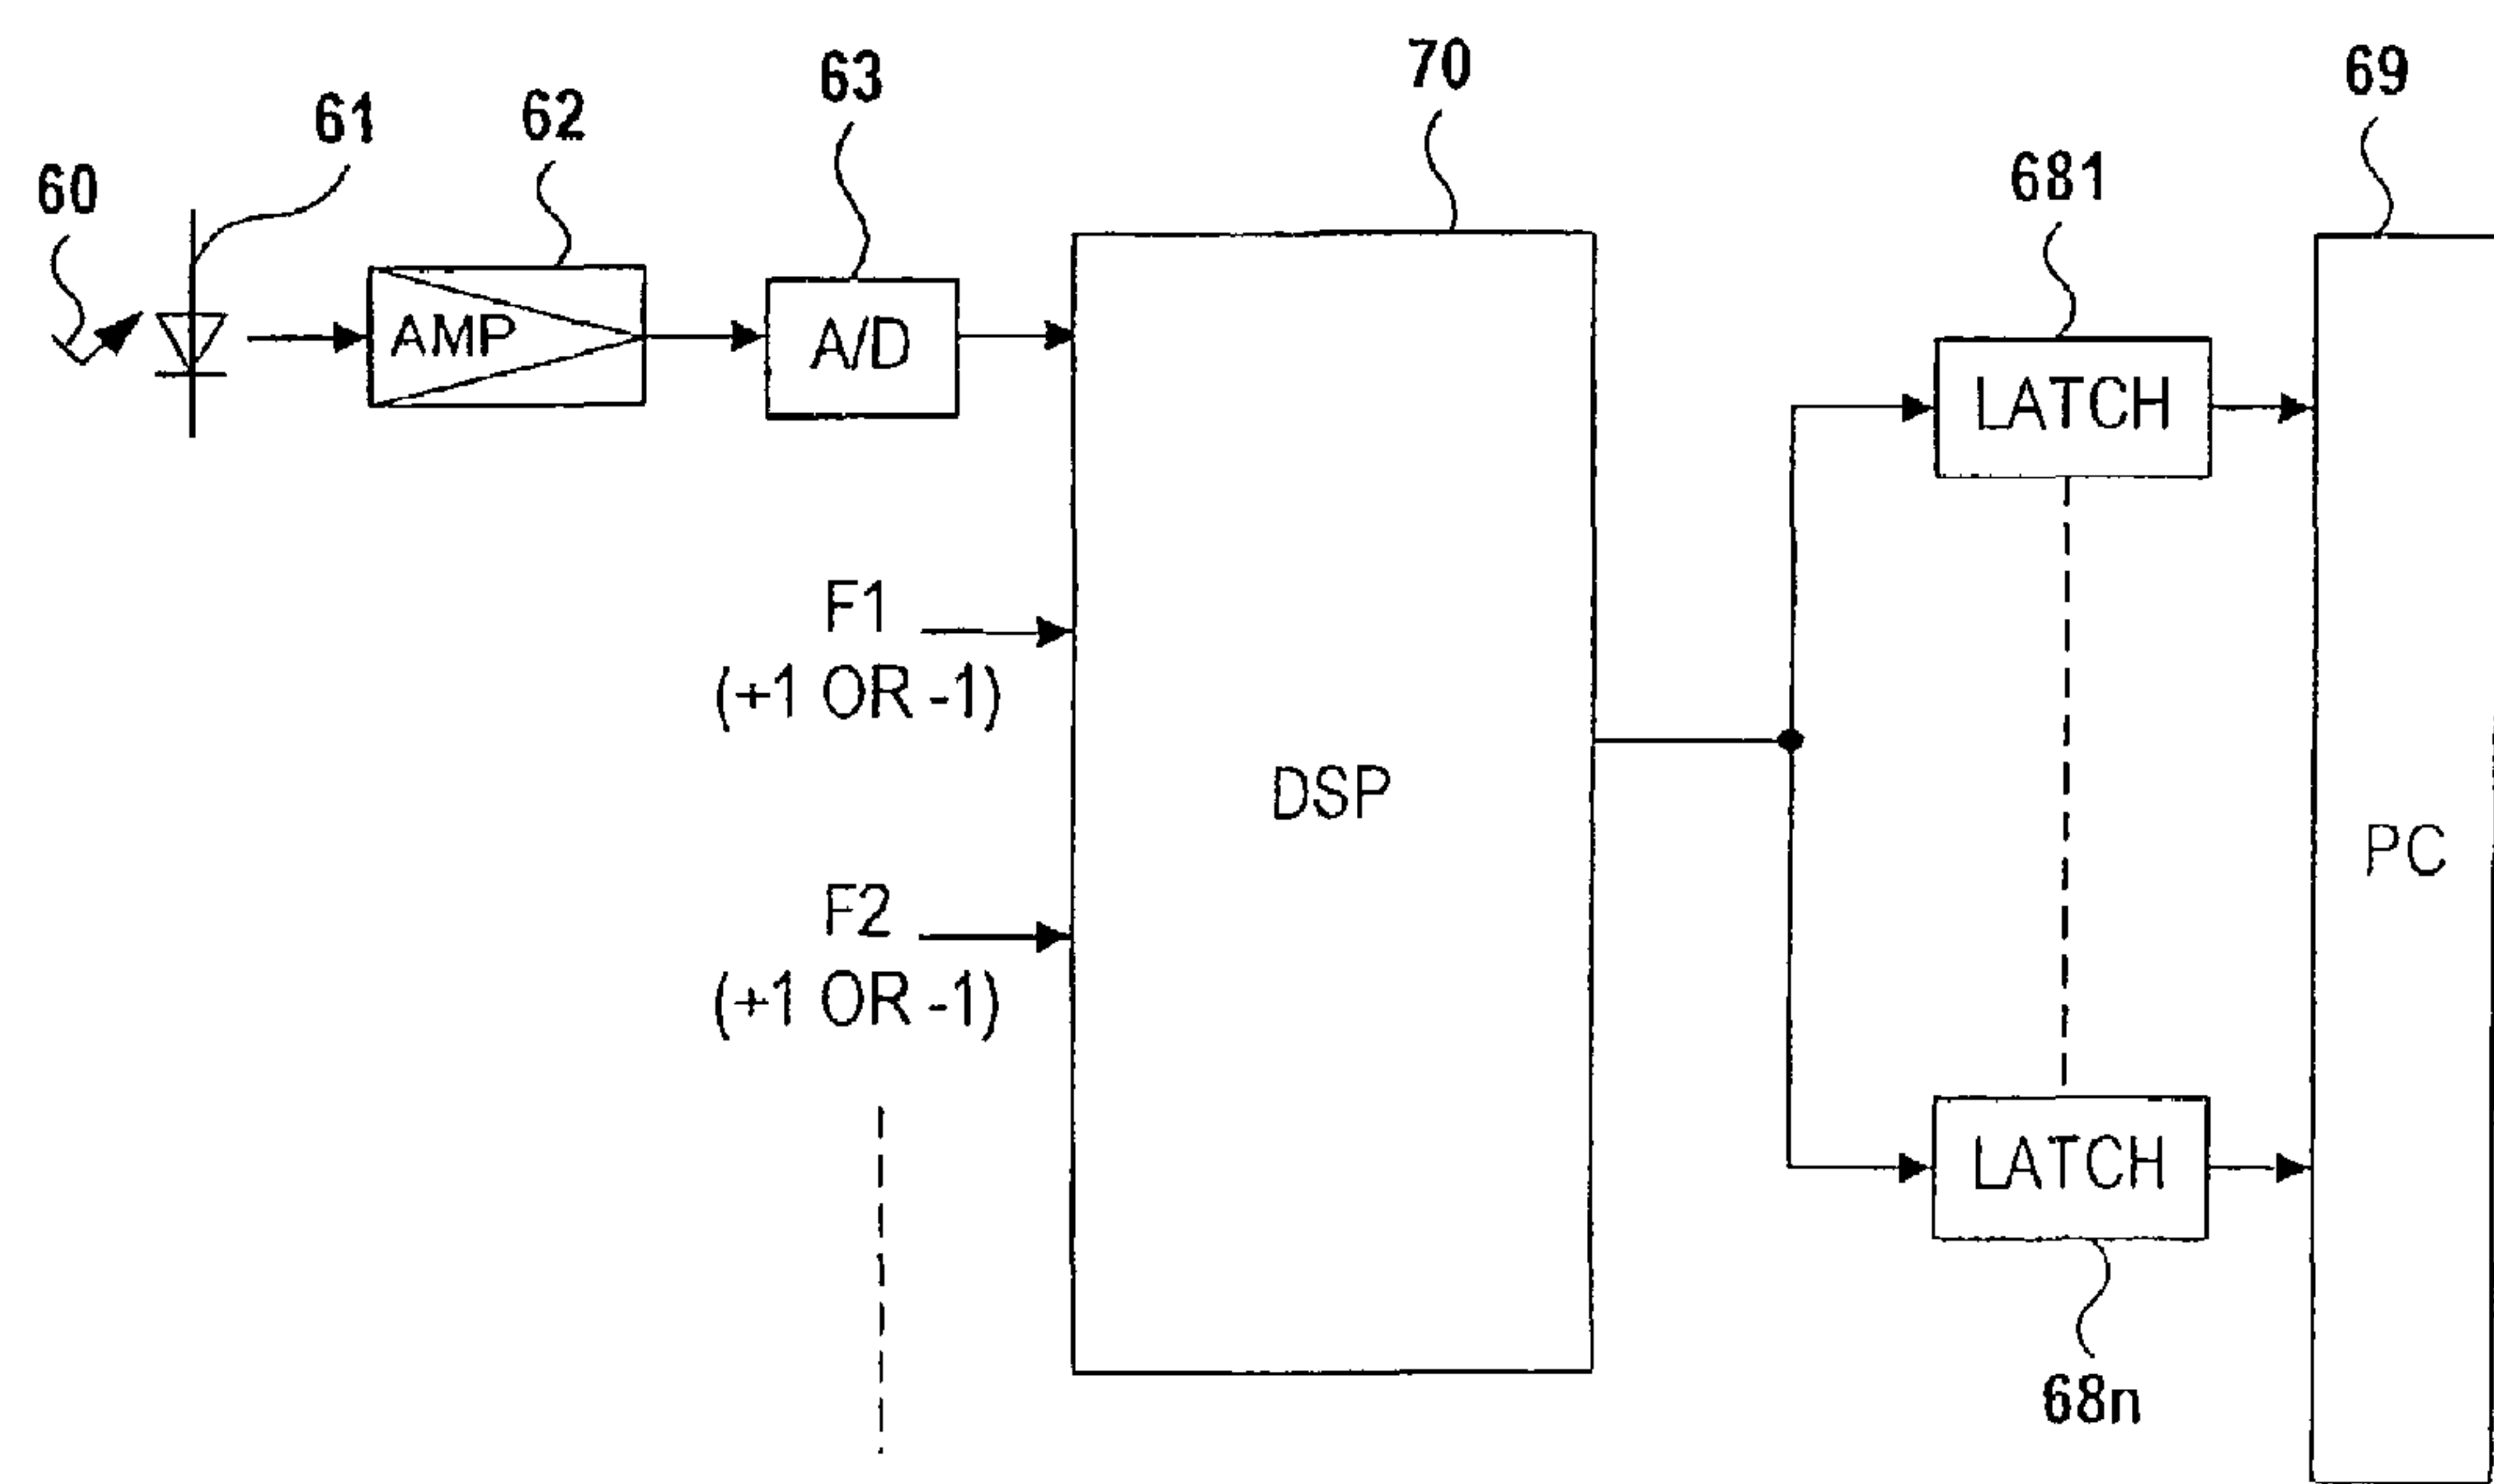 60
61
62
63
70
681
69
AMP
A/D
LATCH
F1
(+1 OR -1)
DSP
PC
F2
(+1 OR -1)
LATCH
68n